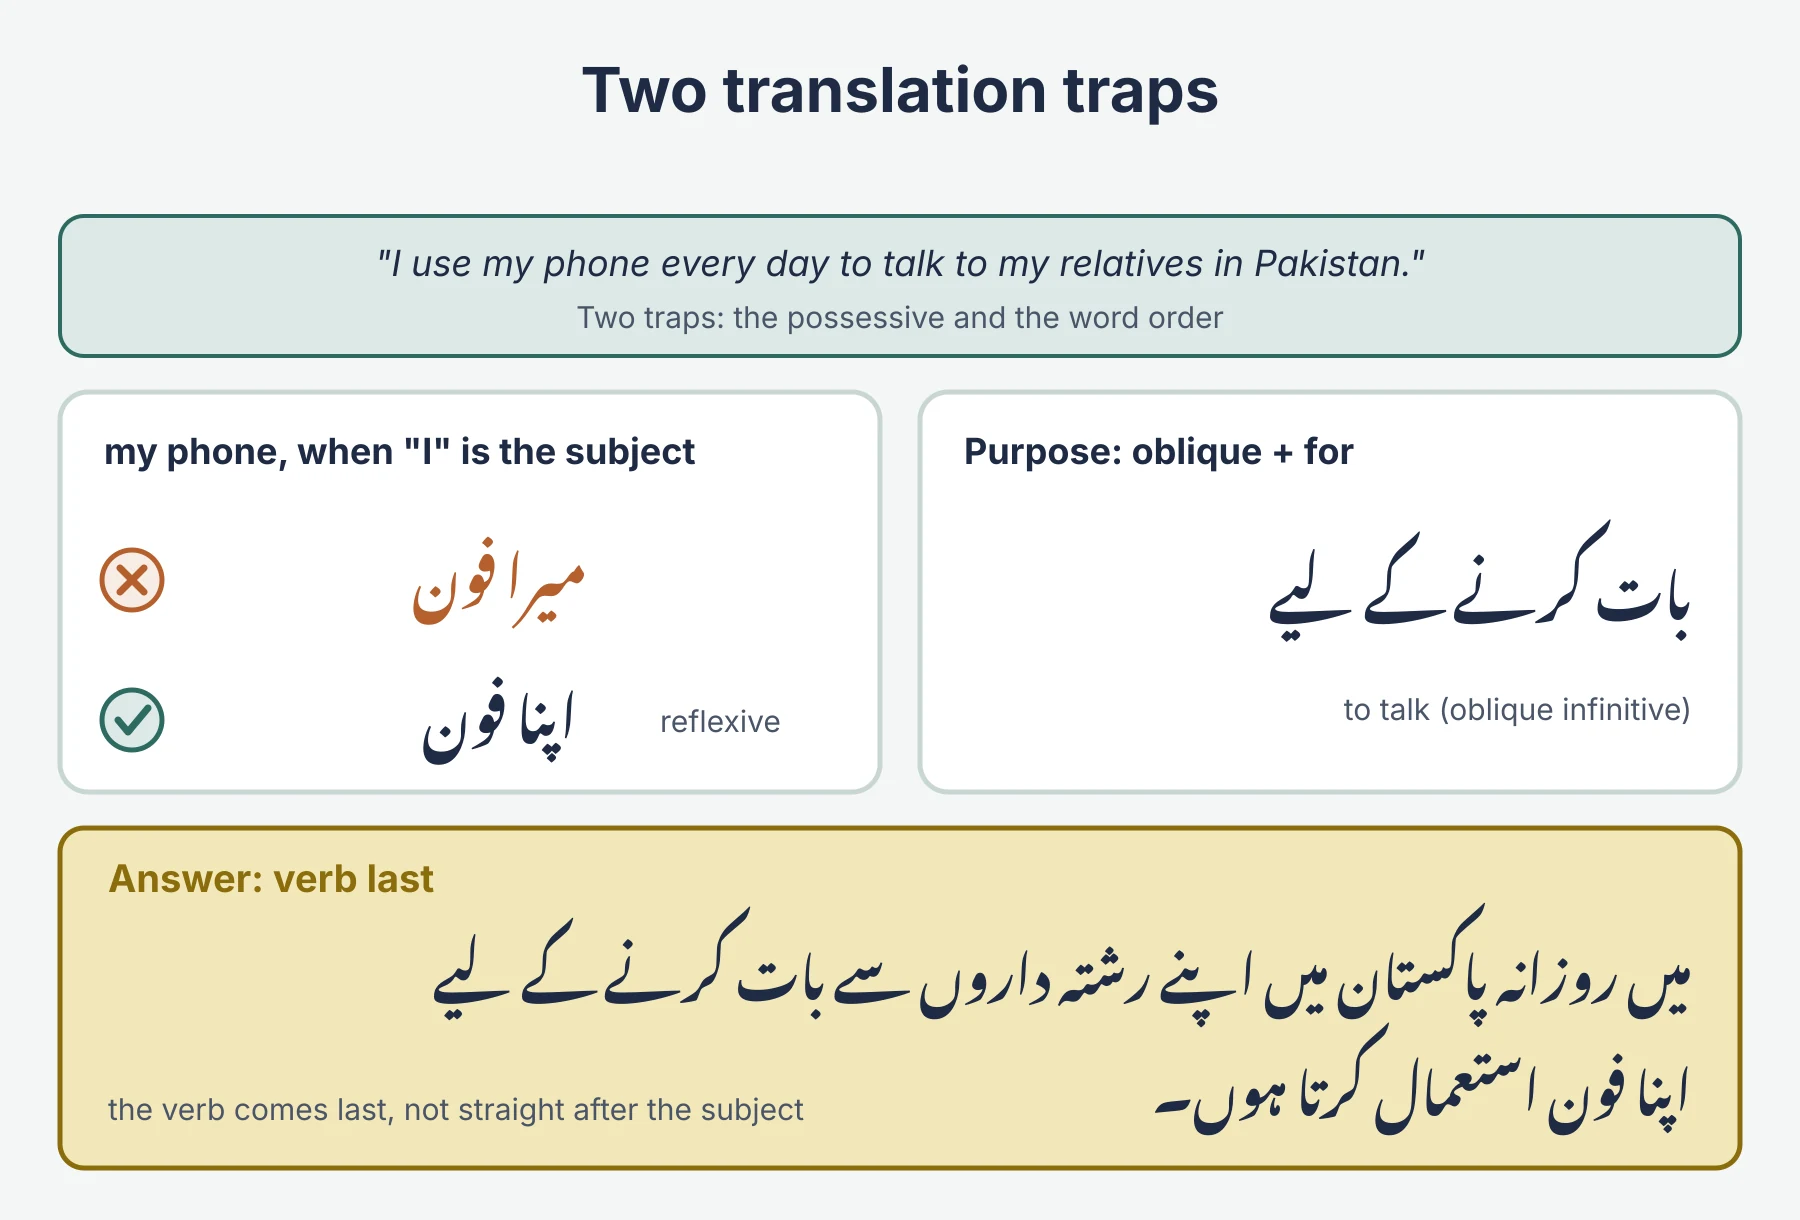 Two translation traps
"I use my phone every day to talk to my relatives in Pakistan."
Two traps: the possessive and the word order
my phone, when "I" is the subject
میرا فون
اپنا فون
reflexive
Purpose: oblique + for
بات کرنے کے لیے
to talk (oblique infinitive)
Answer: verb last
میں روزانہ پاکستان میں اپنے رشتہ داروں سے بات کرنے کے لیے
اپنا فون استعمال کرتا ہوں۔
the verb comes last, not straight after the subject